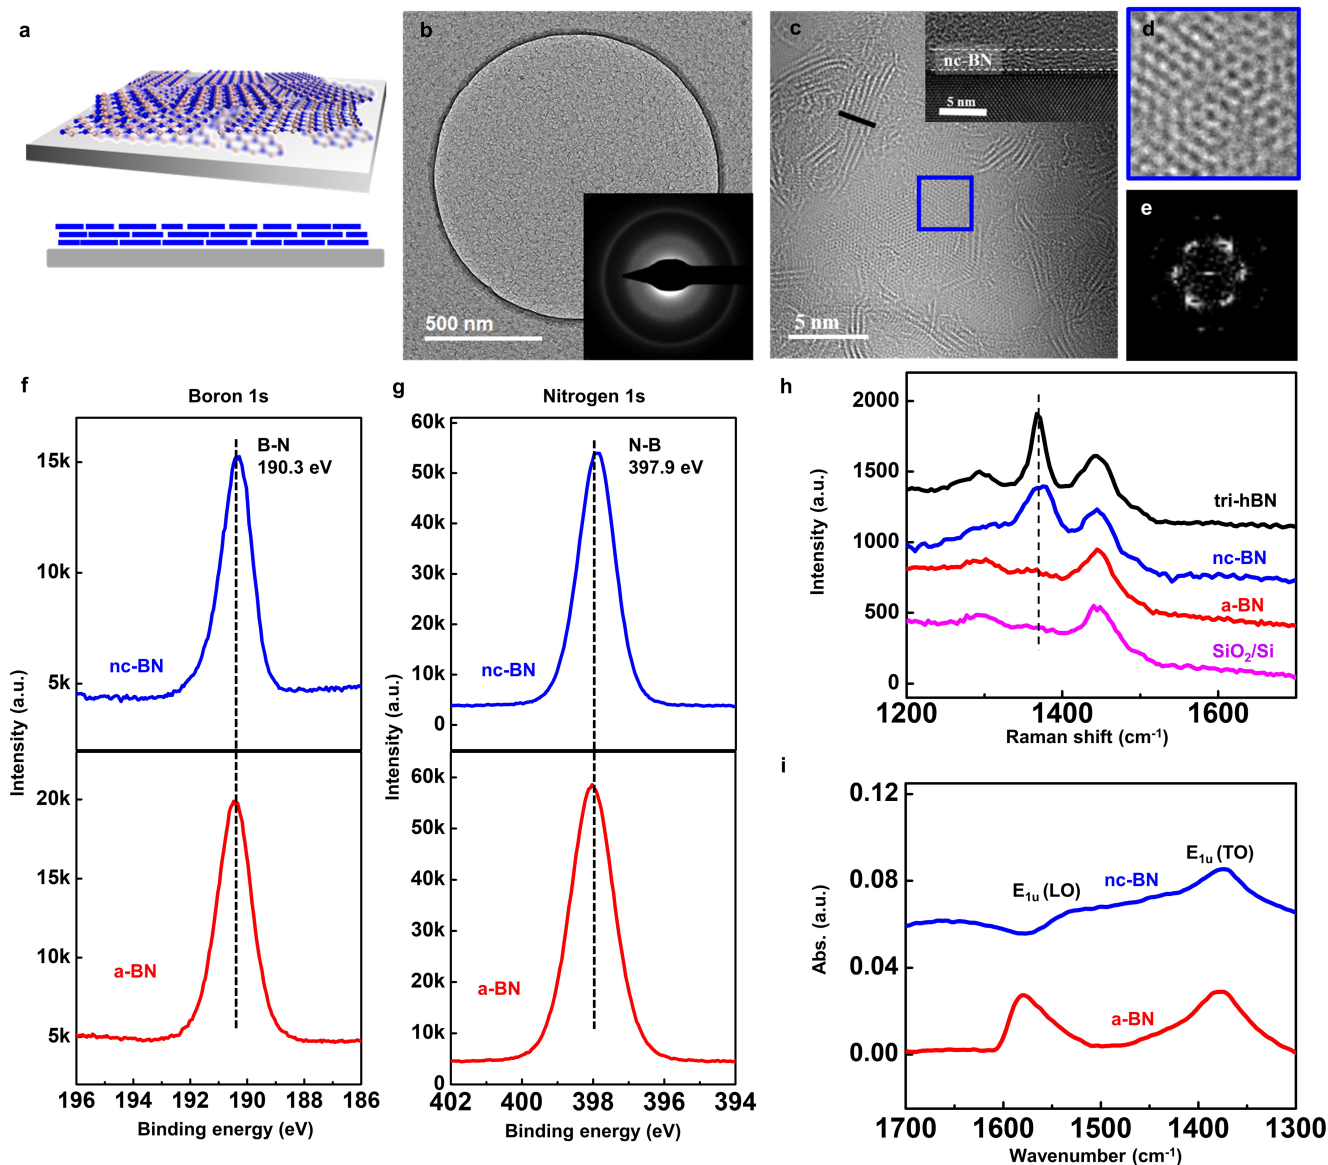 a
b
500 nm
c
nc-BN
5 nm
5 nm
d
e
f
Boron 1s
B-N
190.3 eV
15k
10k
5k
nc-BN
20k
15k
10k
5k
a-BN
Intensity (a.u.)
196 194 192 190 188 186
Binding energy (eV)
g
Nitrogen 1s
N-B
397.9 eV
60k
50k
40k
30k
20k
10k
0
nc-BN
60k
50k
40k
30k
20k
10k
0
a-BN
Intensity (a.u.)
402 400 398 396 394
Binding energy (eV)
h
2000
1500
1000
500
0
Intensity (a.u.)
tri-hBN
nc-BN
a-BN
SiO₂/Si
1200 1400 1600
Raman shift (cm⁻¹)
i
0.12
0.08
0.04
0.00
Abs. (a.u.)
E₁ᵤ (TO)
nc-BN
E₁ᵤ (LO)
a-BN
1700 1600 1500 1400 1300
Wavenumber (cm⁻¹)